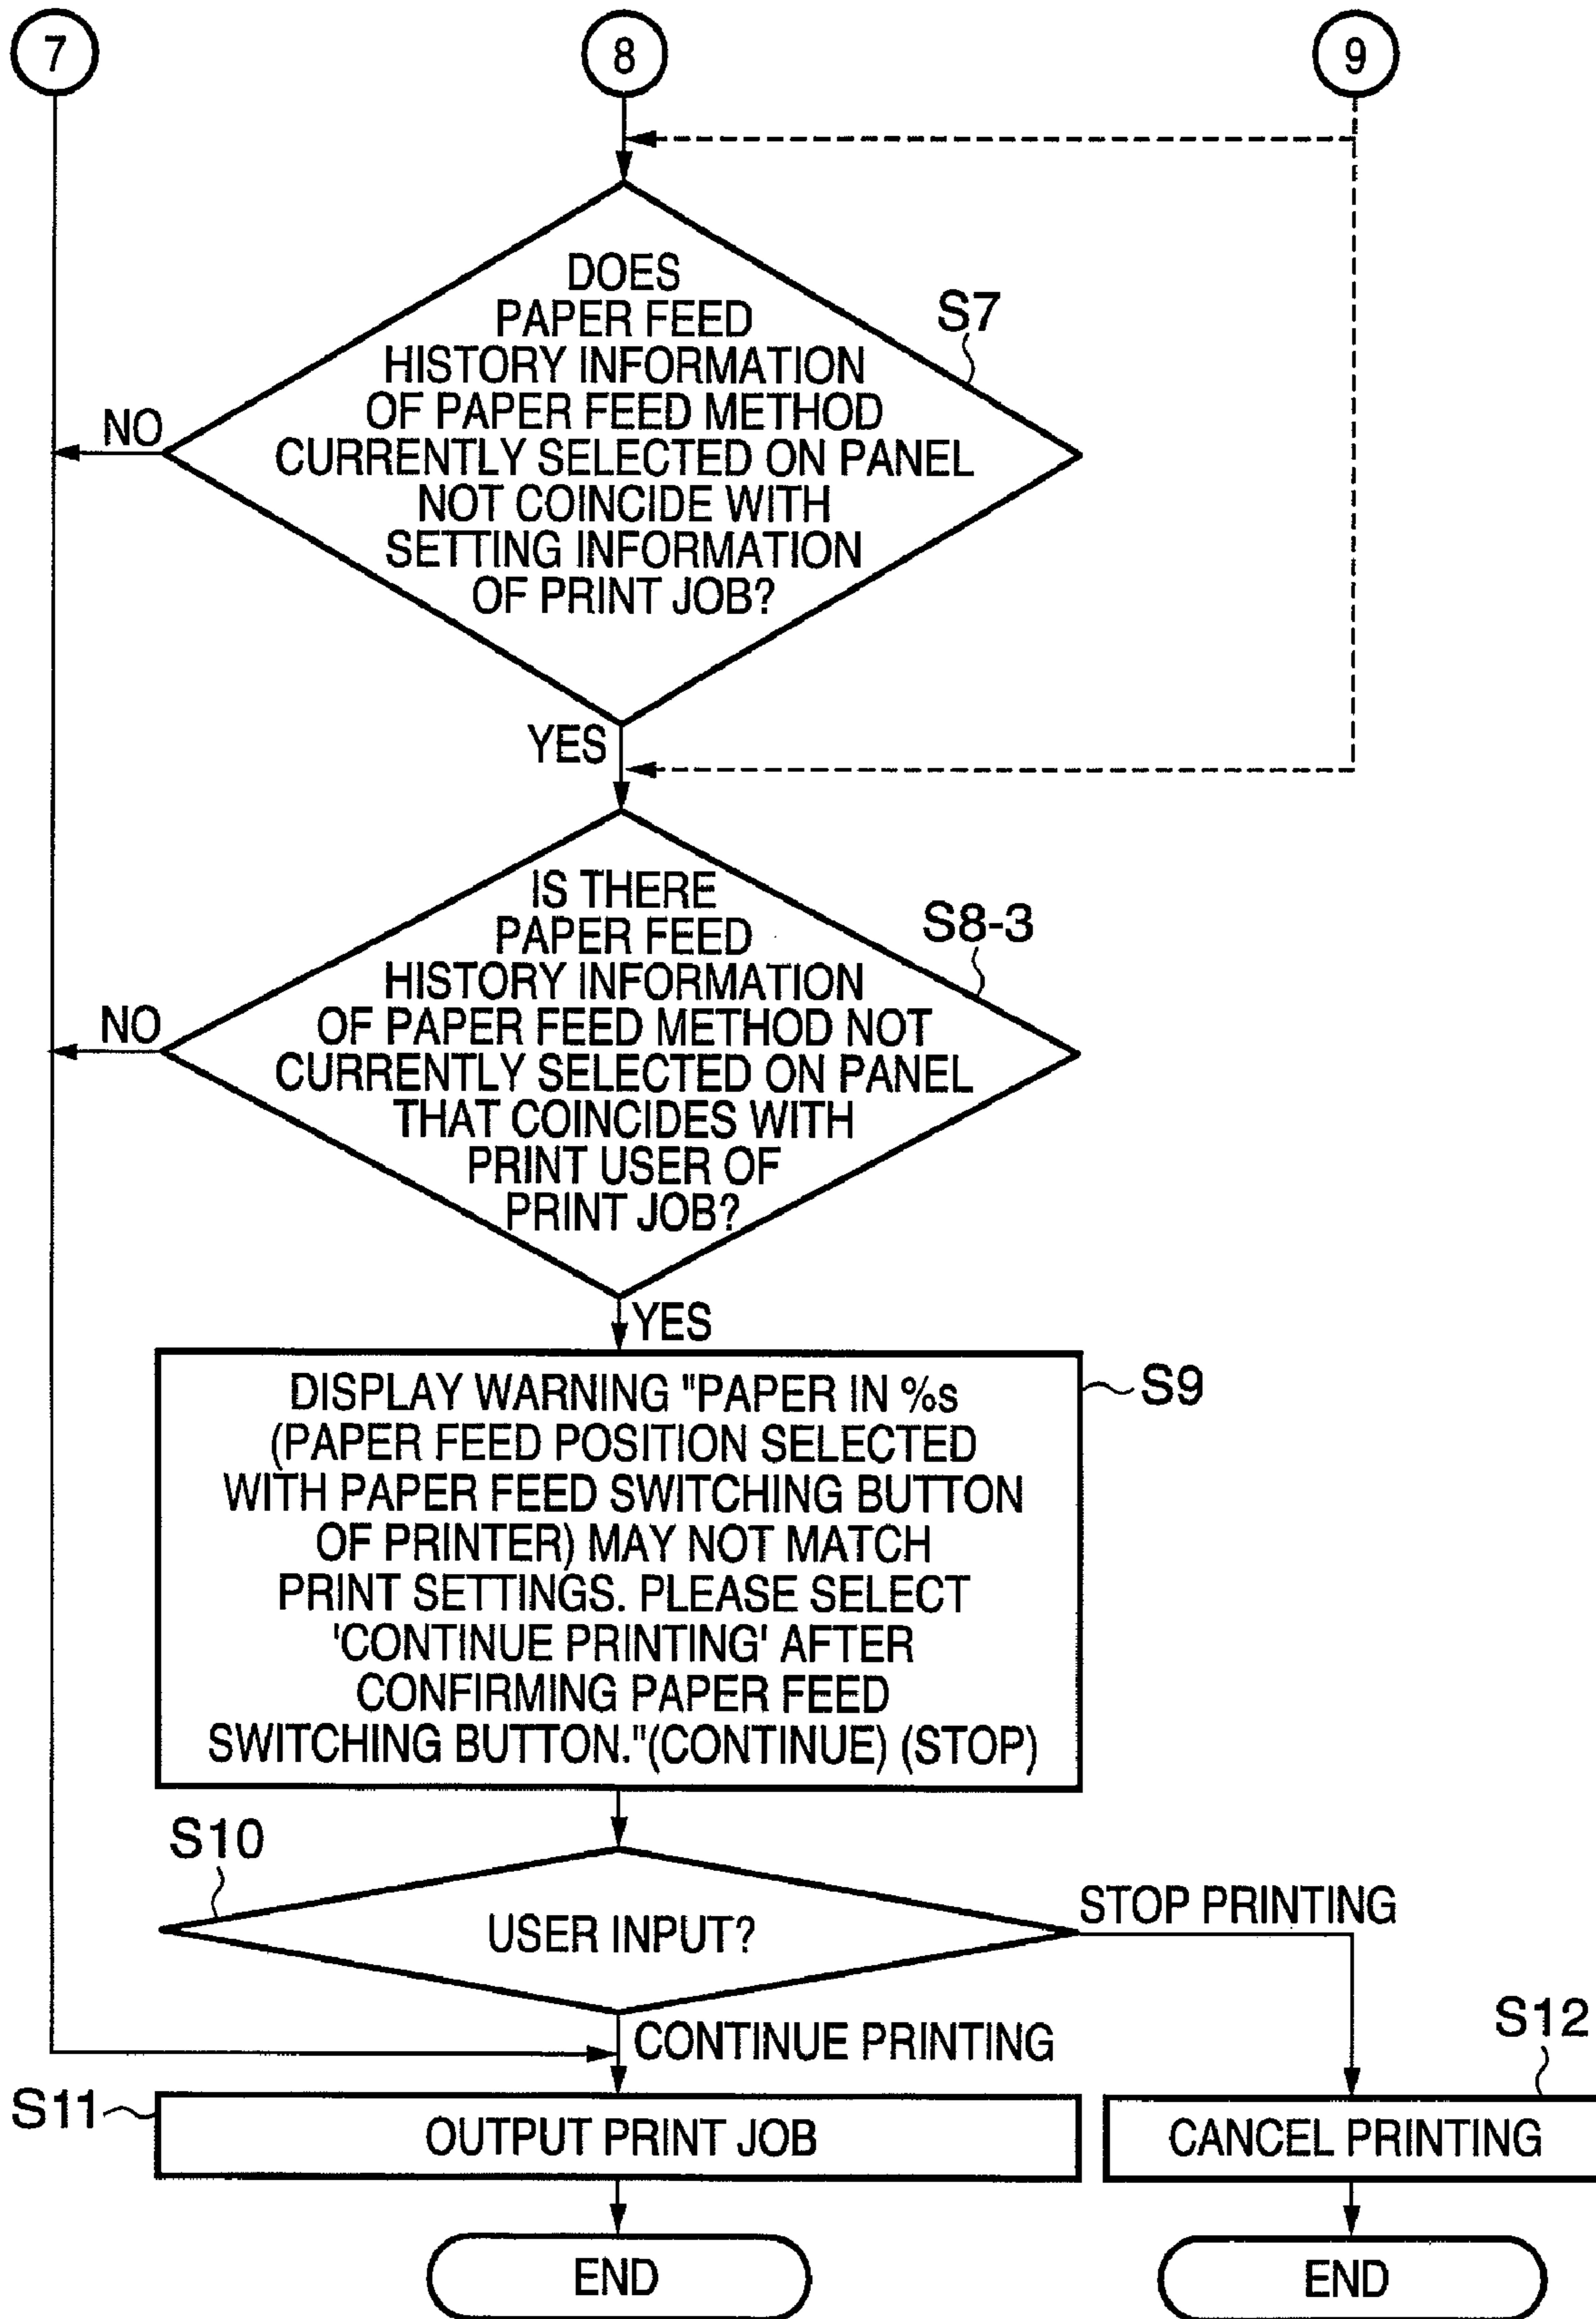 7
8
9
DOES
PAPER FEED
HISTORY INFORMATION
OF PAPER FEED METHOD
CURRENTLY SELECTED ON PANEL
NOT COINCIDE WITH
SETTING INFORMATION
OF PRINT JOB?
S7
NO
YES
IS THERE
PAPER FEED
HISTORY INFORMATION
OF PAPER FEED METHOD NOT
CURRENTLY SELECTED ON PANEL
THAT COINCIDES WITH
PRINT USER OF
PRINT JOB?
S8-3
NO
YES
DISPLAY WARNING "PAPER IN %s
(PAPER FEED POSITION SELECTED
WITH PAPER FEED SWITCHING BUTTON
OF PRINTER) MAY NOT MATCH
PRINT SETTINGS. PLEASE SELECT
'CONTINUE PRINTING' AFTER
CONFIRMING PAPER FEED
SWITCHING BUTTON."(CONTINUE) (STOP)
S9
S10
USER INPUT?
STOP PRINTING
CONTINUE PRINTING
S12
S11
OUTPUT PRINT JOB
CANCEL PRINTING
END
END